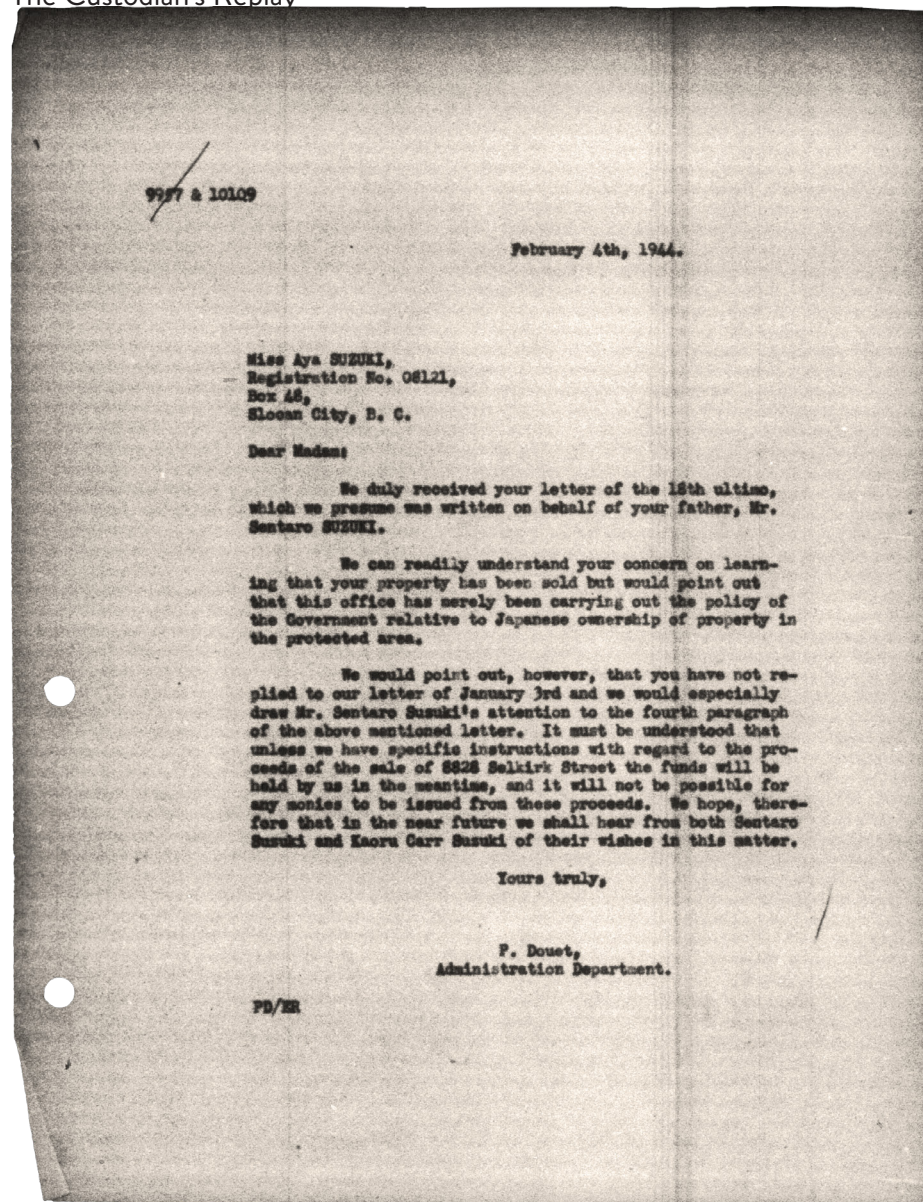 The Custodian's Replay
9957 & 10109
February 4th, 1944.
Miss Aya SUZUKI,
Registration No. 08121,
Box 48,
Slocan City, B. C.
Dear Madam:
We duly received your letter of the 18th ultimo,
which we presume was written on behalf of your father, Mr.
Sentaro SUZUKI.
We can readily understand your concern on learn-
ing that your property has been sold but would point out
that this office has merely been carrying out the policy of
the Government relative to Japanese ownership of property in
the protected area.
We would point out, however, that you have not re-
plied to our letter of January 3rd and we would especially
draw Mr. Sentaro Suzuki's attention to the fourth paragraph
of the above mentioned letter. It must be understood that
unless we have specific instructions with regard to the pro-
ceeds of the sale of 8828 Selkirk Street the funds will be
held by us in the meantime, and it will not be possible for
any monies to be issued from these proceeds. We hope, there-
fore that in the near future we shall hear from both Sentaro
Suzuki and Kaoru Carr Suzuki of their wishes in this matter.
Yours truly,
P. Douet,
Administration Department.
PD/ER